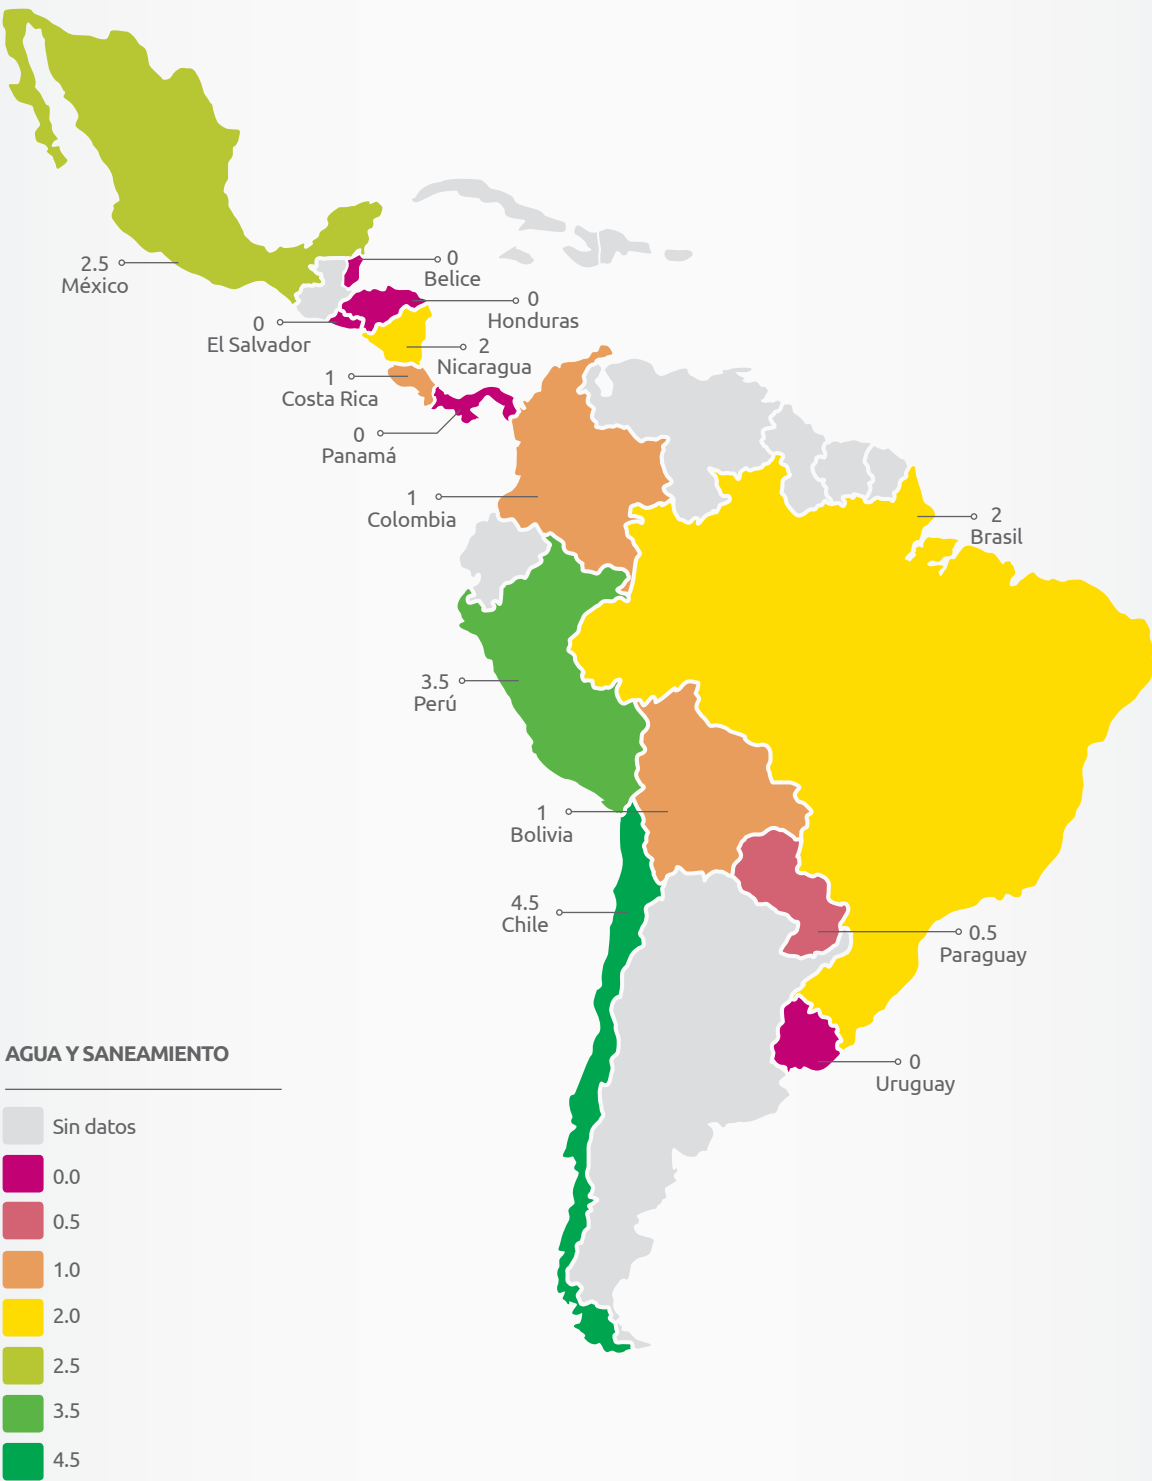 2.5
México
0
Belice
0
Honduras
0
El Salvador
2
Nicaragua
1
Costa Rica
0
Panamá
1
Colombia
2
Brasil
3.5
Perú
1
Bolivia
4.5
Chile
0.5
Paraguay
0
Uruguay
AGUA Y SANEAMIENTO
Sin datos
0.0
0.5
1.0
2.0
2.5
3.5
4.5